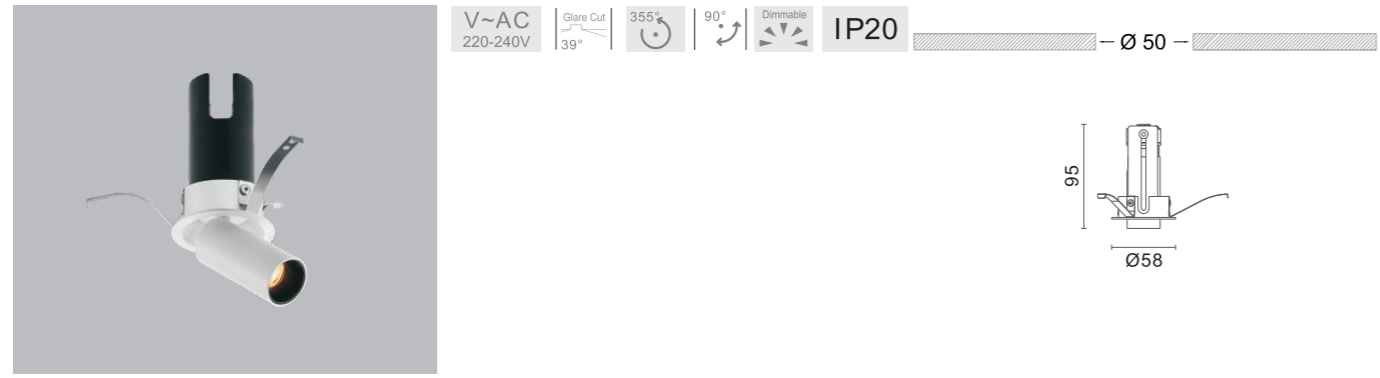 V~AC
220-240V
Glare Cut
39°
355°
90°
Dimmable
IP20
Ø 50
95
Ø58